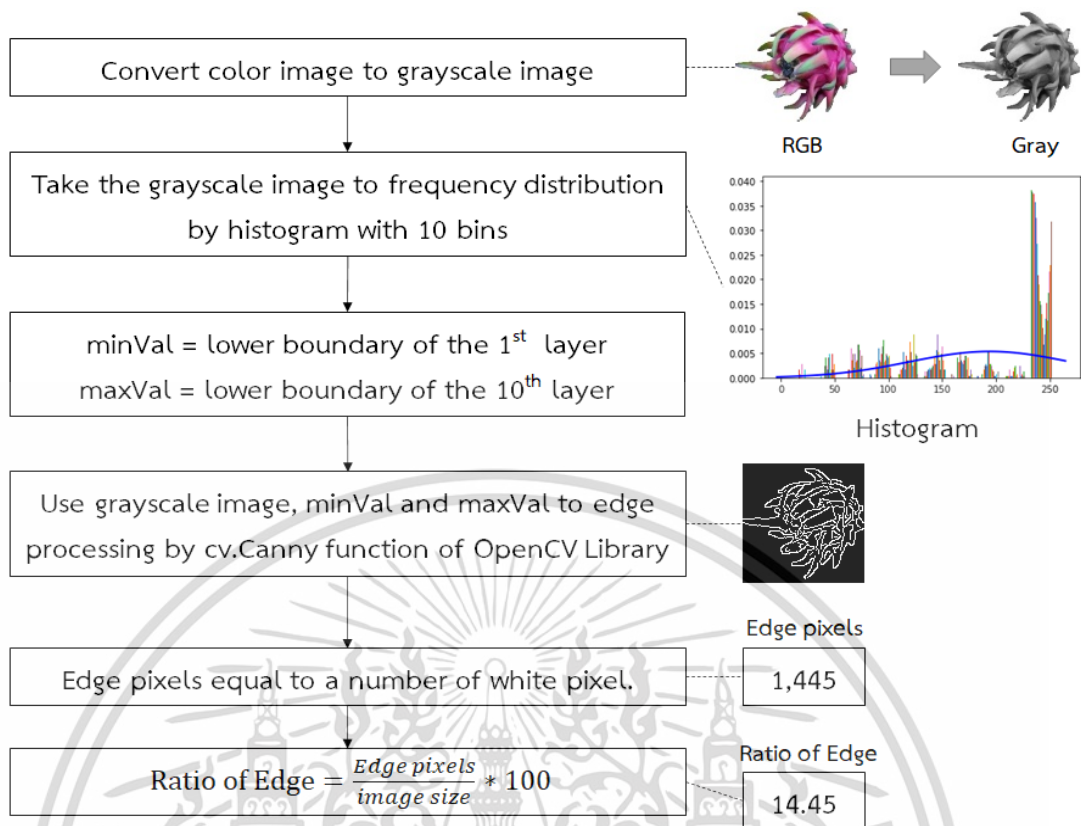 Convert color image to grayscale image
RGB
Gray
Take the grayscale image to frequency distribution
by histogram with 10 bins
0.040
0.035
0.030
0.025
0.020
0.015
0.010
0.005
0.000
0 50 100 150 200 250
Histogram
minVal = lower boundary of the 1st layer
maxVal = lower boundary of the 10th layer
Use grayscale image, minVal and maxVal to edge
processing by cv.Canny function of OpenCV Library
Edge pixels
Edge pixels equal to a number of white pixel.
1,445
Ratio of Edge
Ratio of Edge = Edge pixels / image size * 100
14.45